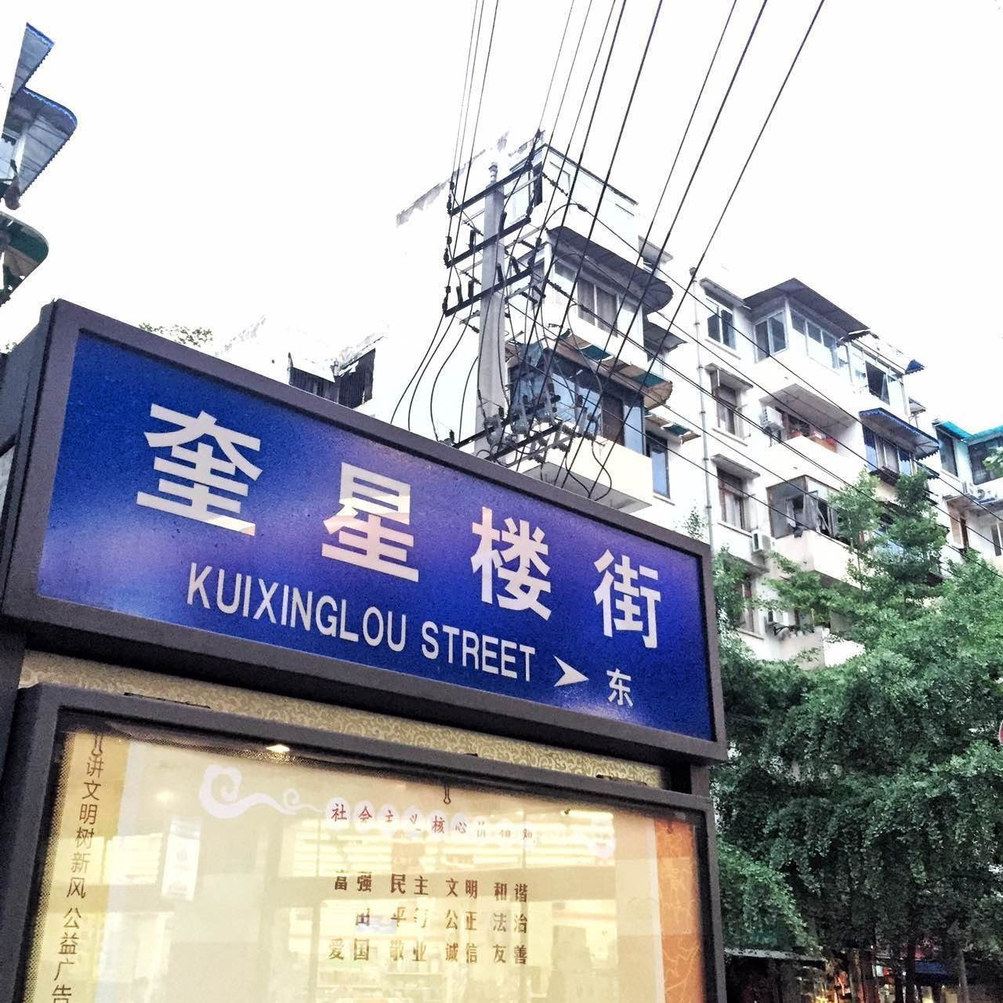 奎星楼街
KUIXINGLOU STREET
东
讲文明树新风 公益广告
社会主义核心价值观
富强 民主 文明 和谐
由 平等 公正 法治
爱国 敬业 诚信 友善